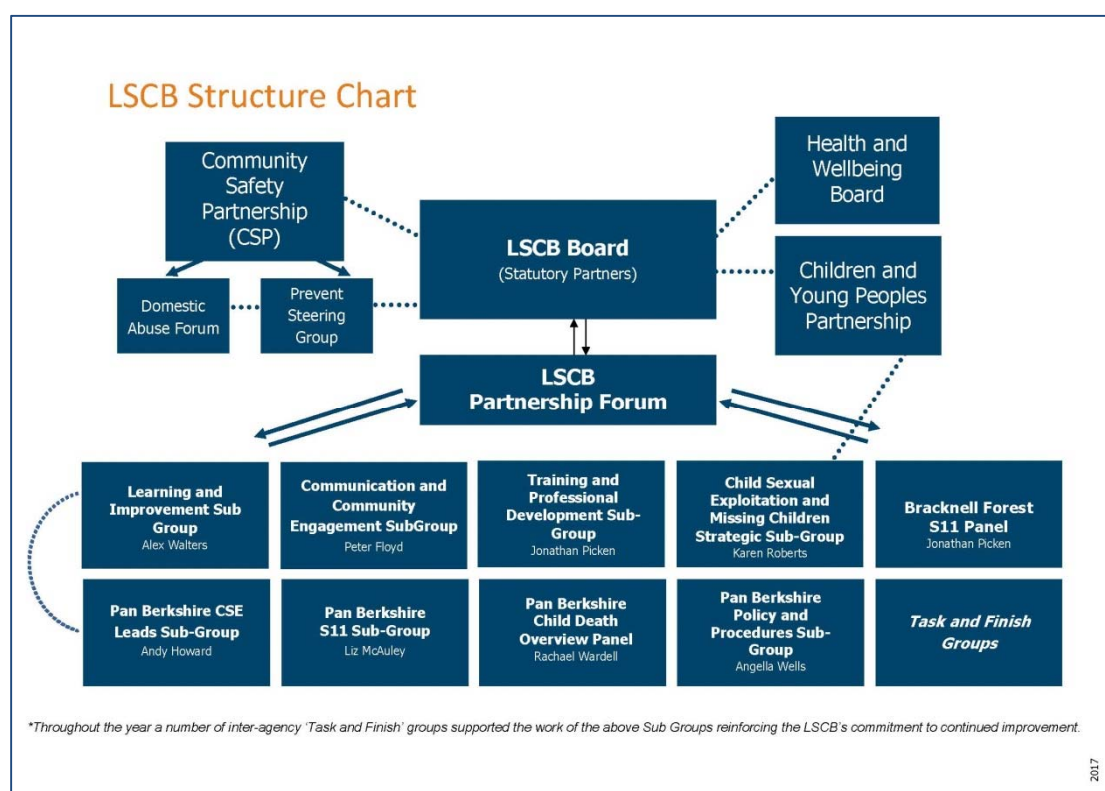 LSCB Structure Chart
Community
Safety
Partnership
(CSP)
Health and
Wellbeing
Board
LSCB Board
(Statutory Partners)
Children and
Young Peoples
Partnership
Domestic
Abuse Forum
Prevent
Steering
Group
LSCB
Partnership Forum
Learning and
Improvement Sub
Group
Alex Walters
Communication and
Community
Engagement SubGroup
Peter Floyd
Training and
Professional
Development Sub-
Group
Jonathan Picken
Child Sexual
Exploitation and
Missing Children
Strategic Sub-Group
Karen Roberts
Bracknell Forest
S11 Panel
Jonathan Picken
Pan Berkshire CSE
Leads Sub-Group
Andy Howard
Pan Berkshire
S11 Sub-Group
Liz McAuley
Pan Berkshire
Child Death
Overview Panel
Rachael Wardell
Pan Berkshire
Policy and
Procedures Sub-
Group
Angella Wells
Task and Finish
Groups
*Throughout the year a number of inter-agency ‘Task and Finish’ groups supported the work of the above Sub Groups reinforcing the LSCB’s commitment to continued improvement.
2017